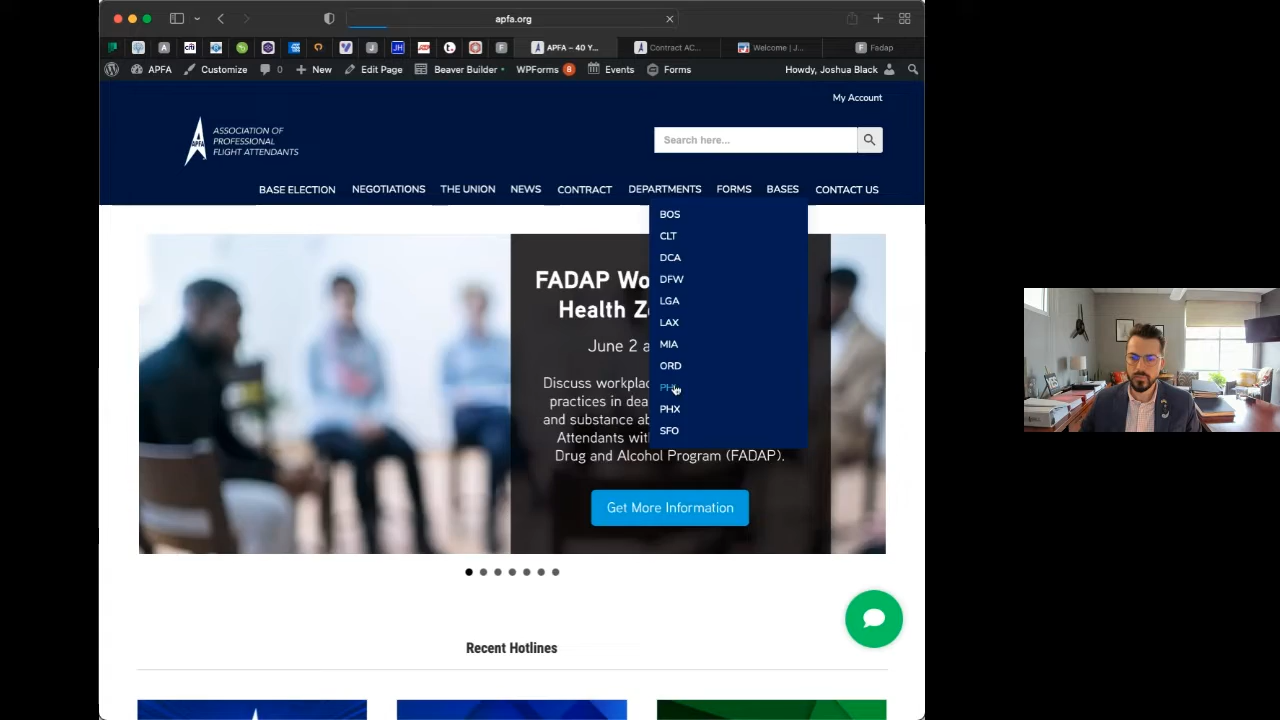 apfa.org
APFA – 40 Y...
Contract AC...
Welcome | J...
Fadap
APFA
Customize
0
New
Edit Page
Beaver Builder
WPForms
8
Events
Forms
Howdy, Joshua Black
My Account
APFA
ASSOCIATION OF
PROFESSIONAL
FLIGHT ATTENDANTS
Search here...
BASE ELECTION
NEGOTIATIONS
THE UNION
NEWS
CONTRACT
DEPARTMENTS
FORMS
BASES
CONTACT US
BOS
CLT
DCA
DFW
LGA
LAX
MIA
ORD
PHL
PHX
SFO
FADAP Wo
Health Z
June 2 a
Discuss workplac
practices in dea
and substance ab
Attendants with
Drug and Alcohol Program (FADAP).
Get More Information
Recent Hotlines